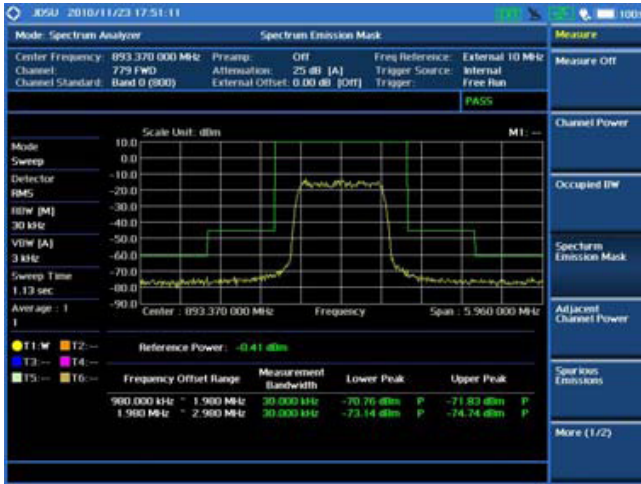 JDSU 2010/11/23 17:51:11
100%
Mode: Spectrum Analyzer Spectrum Emission Mask
Measure
Center Frequency: 893.370 000 MHz Preamp: Off Freq Reference: External 10 MHz
Channel: 779 FWD Attenuation: 25 dB [A] Trigger Source: Internal
Channel Standard: Band 0 (800) External Offset: 0.00 dB [Off] Trigger: Free Run
PASS
Measure Off
Channel Power
Occupied BW
Specturm
Emission Mask
Adjacent
Channel Power
Spurious
Emissions
More (1/2)
Scale Unit: dBm M1: --
Mode
Sweep
Detector
RMS
RBW [M]
30 kHz
VBW [A]
3 kHz
Sweep Time
1.13 sec
Average : 1
1
T1:W T2:--
T3:-- T4:--
T5:-- T6:--
10.0
0.0
-10.0
-20.0
-30.0
-40.0
-50.0
-60.0
-70.0
-80.0
-90.0
Center : 893.370 000 MHz Frequency Span : 5.960 000 MHz
Reference Power: -0.41 dBm
Frequency Offset Range Measurement Bandwidth Lower Peak Upper Peak
980.000 kHz ~ 1.980 MHz 30.000 kHz -70.76 dBm P -71.83 dBm P
1.980 MHz ~ 2.980 MHz 30.000 kHz -73.14 dBm P -74.74 dBm P